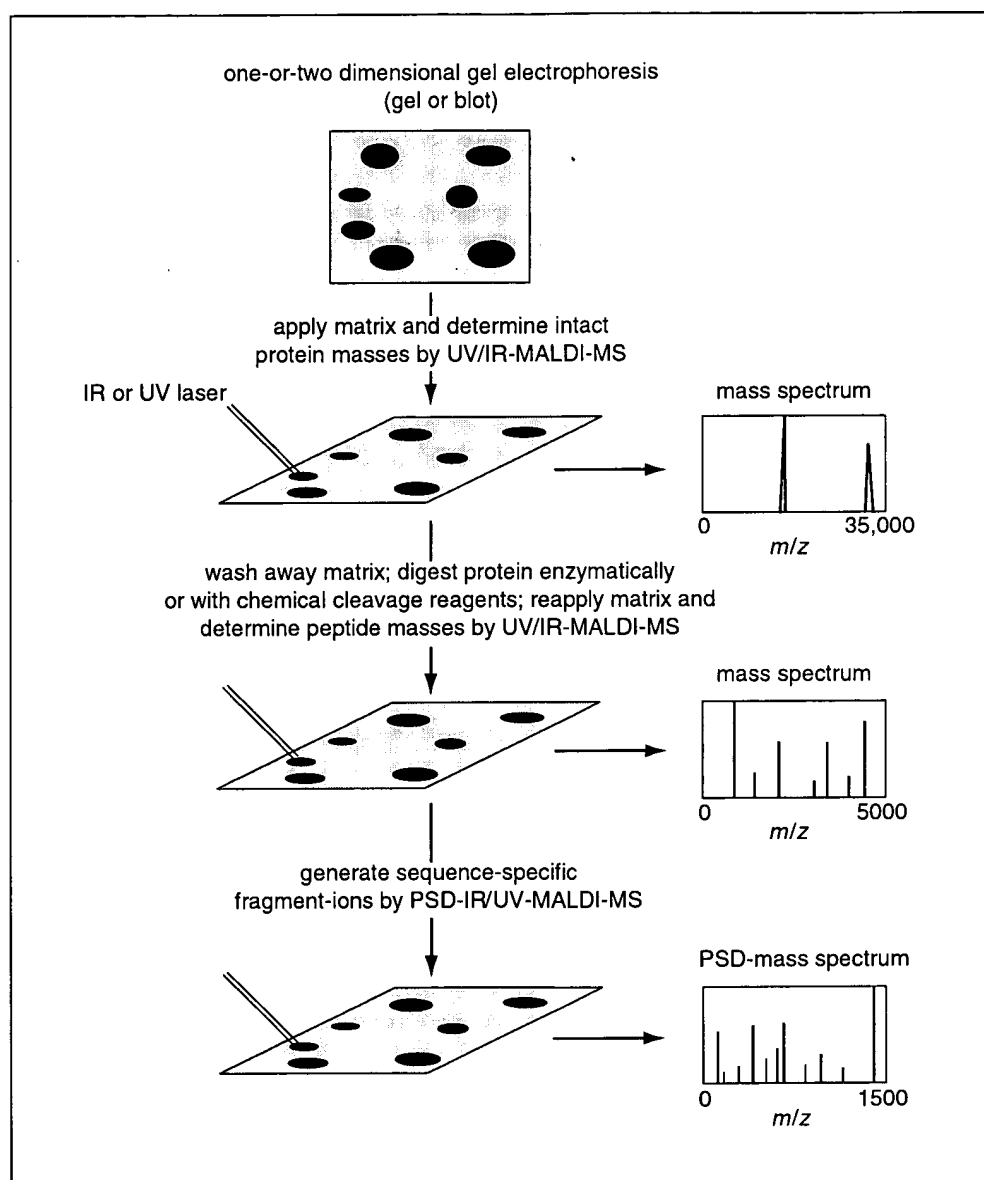 one-or-two dimensional gel electrophoresis
(gel or blot)
apply matrix and determine intact
protein masses by UV/IR-MALDI-MS
IR or UV laser
mass spectrum
0 35,000
m/z
wash away matrix; digest protein enzymatically
or with chemical cleavage reagents; reapply matrix and
determine peptide masses by UV/IR-MALDI-MS
mass spectrum
0 5000
m/z
generate sequence-specific
fragment-ions by PSD-IR/UV-MALDI-MS
PSD-mass spectrum
0 1500
m/z